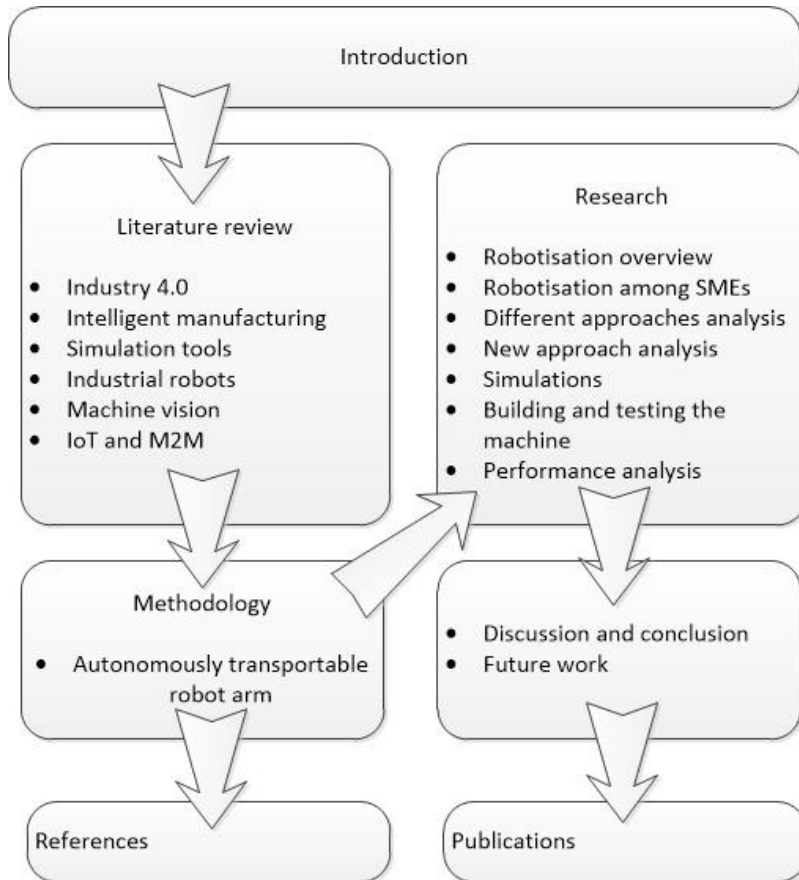 Introduction
Literature review
• Industry 4.0
• Intelligent manufacturing
• Simulation tools
• Industrial robots
• Machine vision
• IoT and M2M
Methodology
• Autonomously transportable
robot arm
References
Research
• Robotisation overview
• Robotisation among SMEs
• Different approaches analysis
• New approach analysis
• Simulations
• Building and testing the
machine
• Performance analysis
• Discussion and conclusion
• Future work
Publications